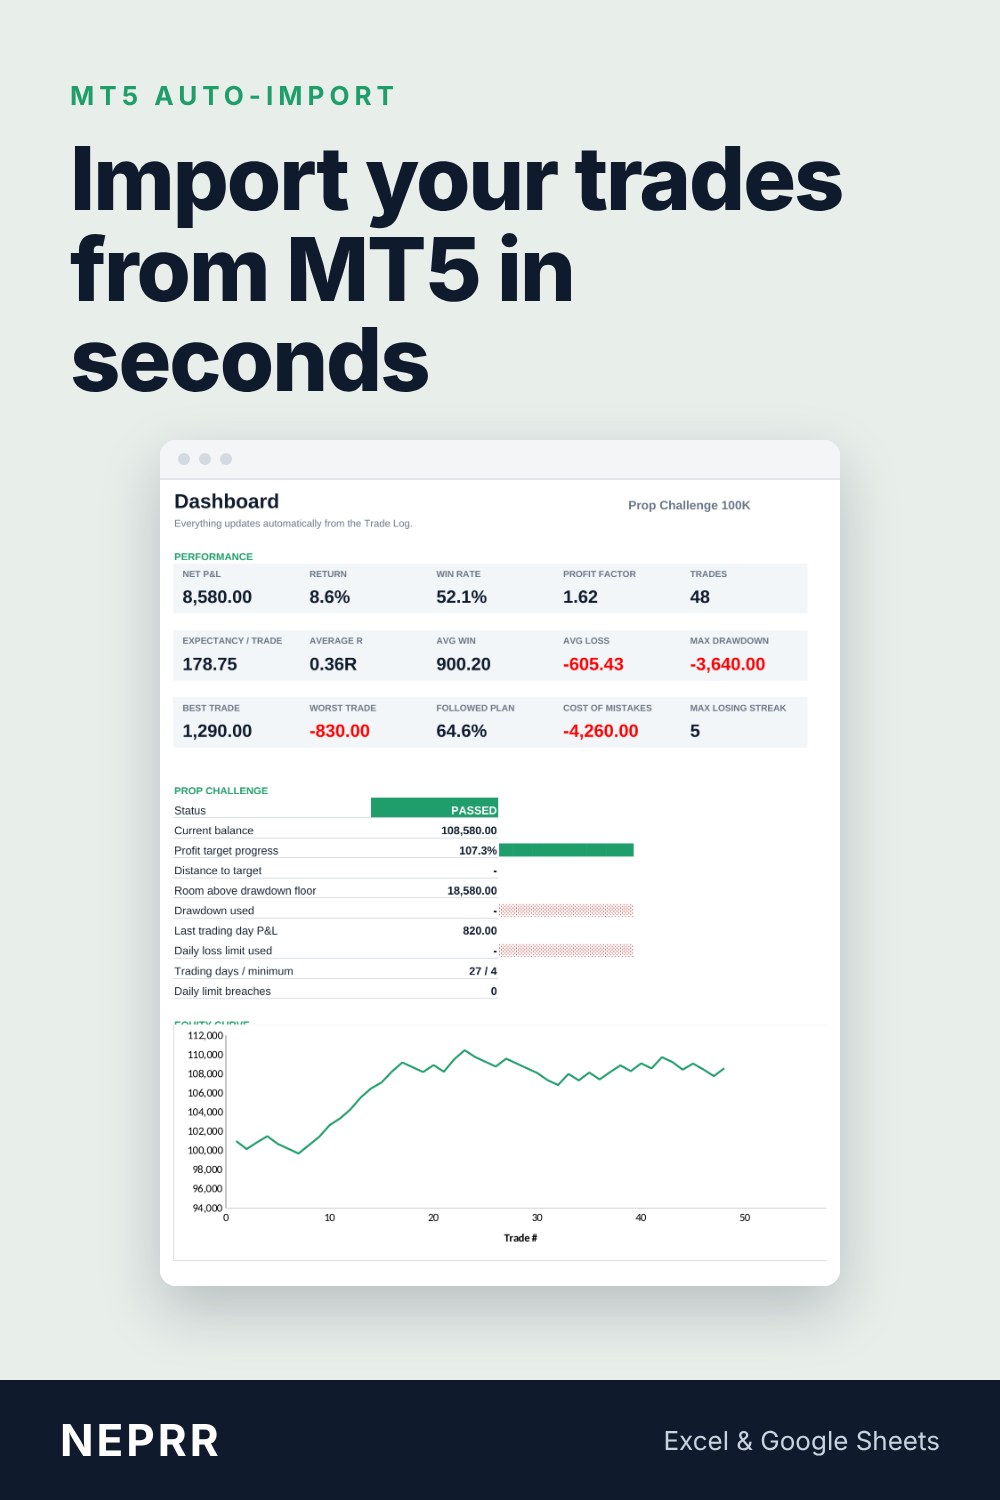 MT5 AUTO-IMPORT
Import your trades
from MT5 in
seconds
Dashboard
Prop Challenge 100K
Everything updates automatically from the Trade Log.
PERFORMANCE
NET P&L RETURN WIN RATE PROFIT FACTOR TRADES
8,580.00 8.6% 52.1% 1.62 48
EXPECTANCY / TRADE AVERAGE R AVG WIN AVG LOSS MAX DRAWDOWN
178.75 0.36R 900.20 -605.43 -3,640.00
BEST TRADE WORST TRADE FOLLOWED PLAN COST OF MISTAKES MAX LOSING STREAK
1,290.00 -830.00 64.6% -4,260.00 5
PROP CHALLENGE
Status PASSED
Current balance 108,580.00
Profit target progress 107.3%
Distance to target -
Room above drawdown floor 18,580.00
Drawdown used -
Last trading day P&L 820.00
Daily loss limit used -
Trading days / minimum 27 / 4
Daily limit breaches 0
EQUITY CURVE
112,000
110,000
108,000
106,000
104,000
102,000
100,000
98,000
96,000
94,000
0 10 20 30 40 50
Trade #
NEPRR
Excel & Google Sheets